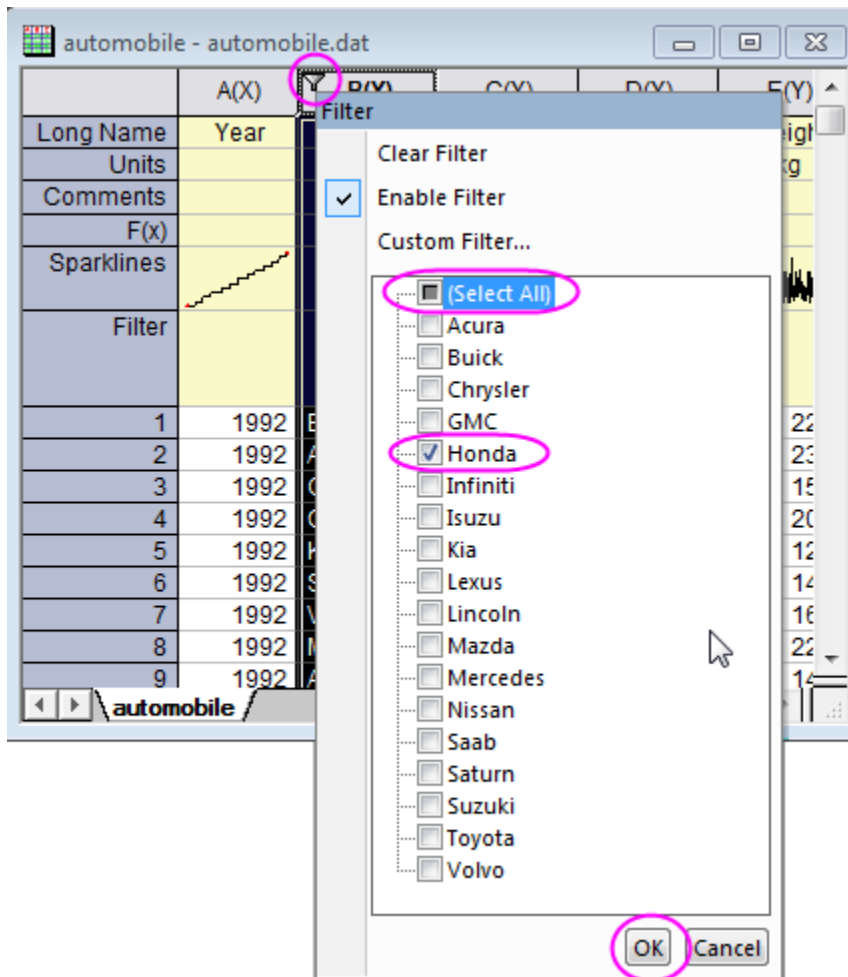 automobile - automobile.dat
A(X) B(Y) C(Y) D(Y) E(Y)
Filter
Long Name Year
Units kg
Comments
F(x)
Sparklines
Filter
Clear Filter
Enable Filter
Custom Filter...
(Select All)
Acura
Buick
Chrysler
GMC
Honda
Infiniti
Isuzu
Kia
Lexus
Lincoln
Mazda
Mercedes
Nissan
Saab
Saturn
Suzuki
Toyota
Volvo
1 1992
2 1992
3 1992
4 1992
5 1992
6 1992
7 1992
8 1992
9 1992
automobile
OK Cancel